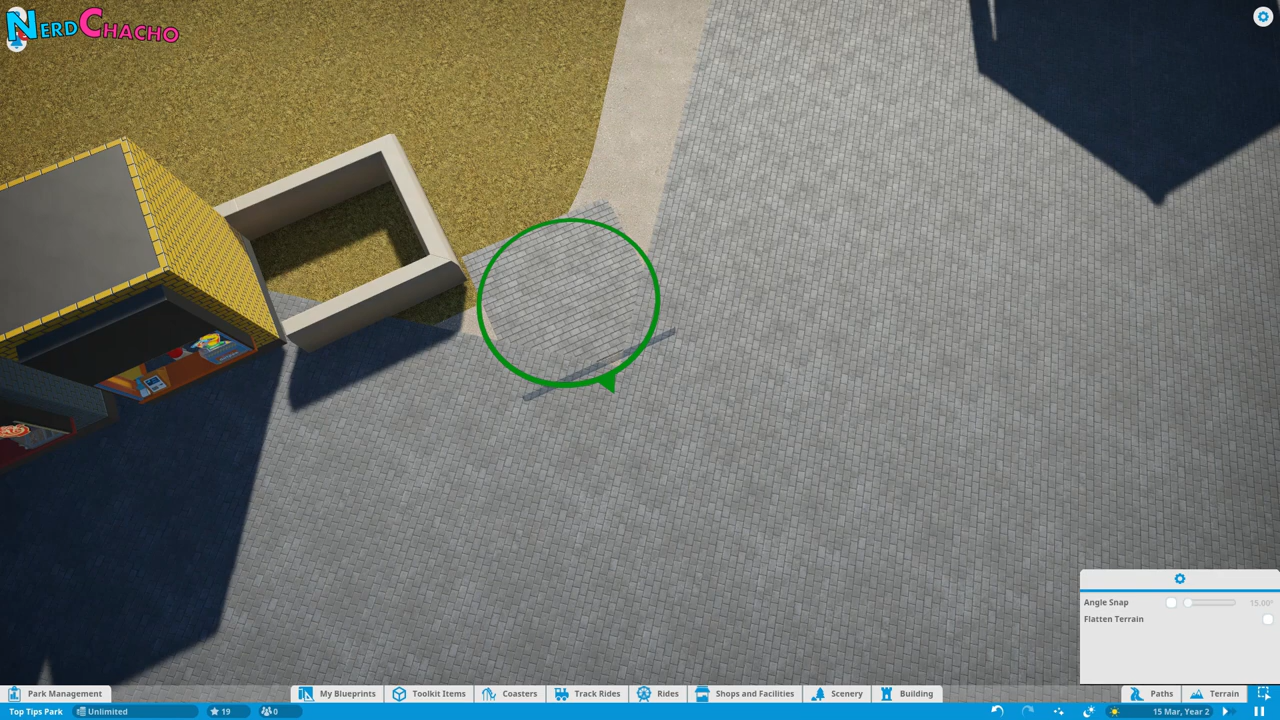 NERDCHACHO
Angle Snap 15.00°
Flatten Terrain
Park Management My Blueprints Toolkit Items Coasters Track Rides Rides Shops and Facilities Scenery Building Paths Terrain
Top Tips Park Unlimited 19 0 15 Mar, Year 2